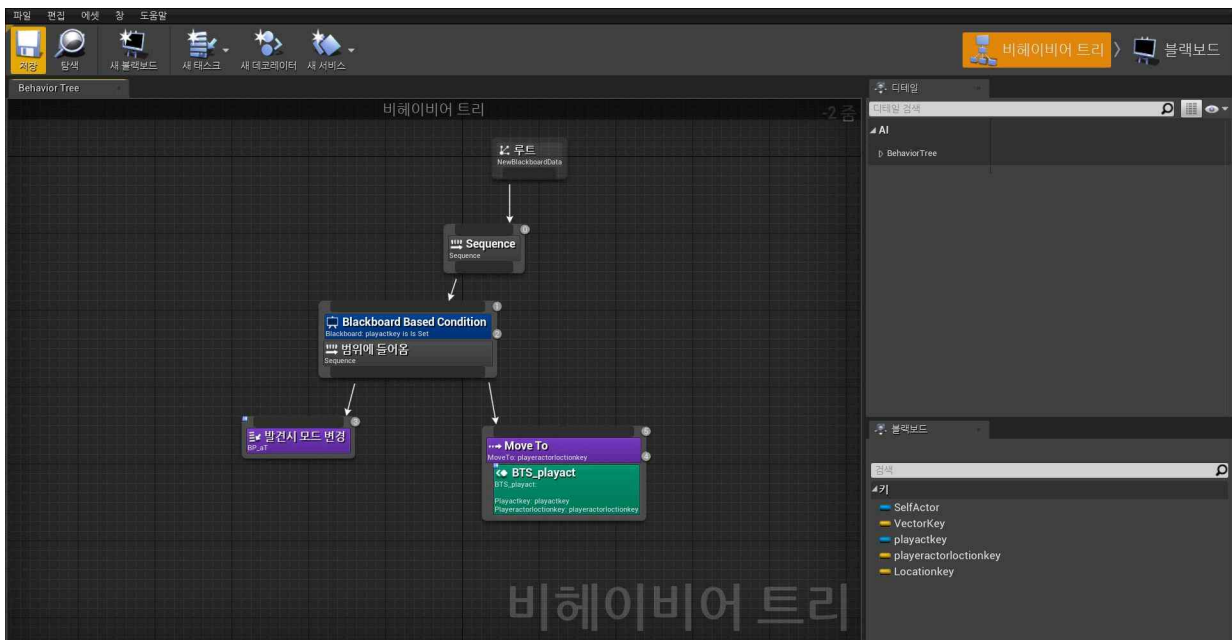 파일 편집 에셋 창 도움말
저장 탐색 새 블랙보드 새 태스크 새 데코레이터 새 서비스
비헤이비어 트리 블랙보드
Behavior Tree
비헤이비어 트리
-2 줌
루트
NewBlackboardData
0
Sequence
Sequence
1
Blackboard Based Condition
Blackboard: playactkey is Is Set
2
범위에 들어옴
Sequence
3
발견시 모드 변경
BP_aT
5
Move To
MoveTo: playeractorloctionkey
4
BTS_playact
BTS_playact:
Playactkey: playactkey
Playeractorloctionkey: playeractorloctionkey
비헤이비어 트리
디테일
디테일 검색
AI
BehaviorTree
블랙보드
검색
키
SelfActor
VectorKey
playactkey
playeractorloctionkey
Locationkey